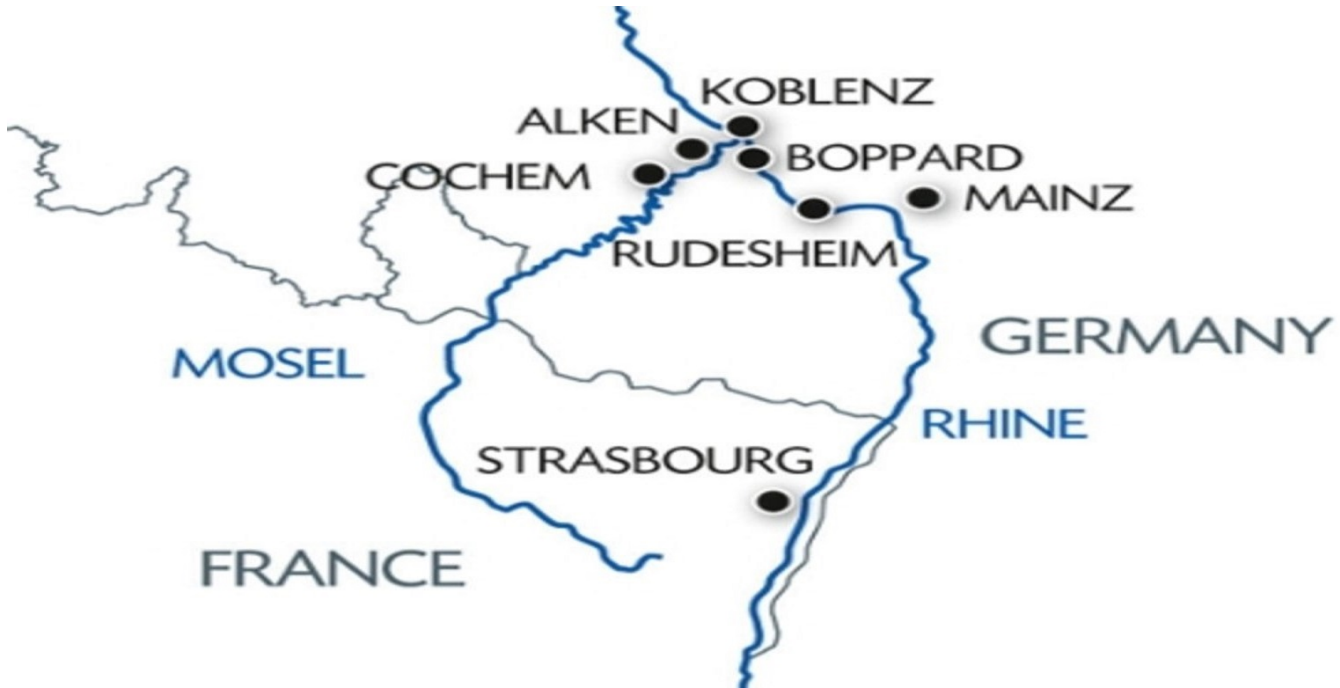 KOBLENZ
ALKEN
BOPPARD
COCHEM
MAINZ
RUDESHEIM
GERMANY
MOSEL
RHINE
STRASBOURG
FRANCE